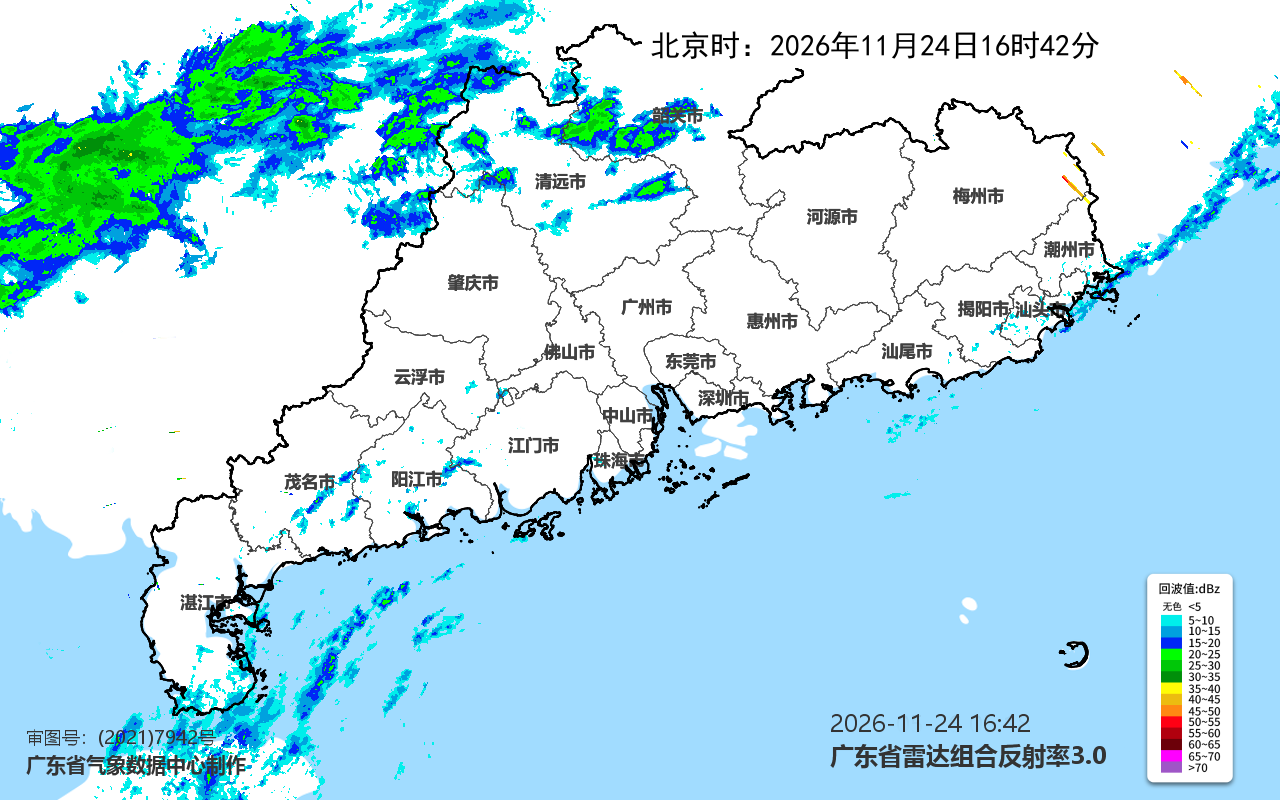 北京时：2026年11月24日16时42分
韶关市
清远市
梅州市
河源市
潮州市
肇庆市
广州市
揭阳市
汕头市
惠州市
佛山市
汕尾市
东莞市
云浮市
深圳市
中山市
江门市
珠海市
阳江市
茂名市
湛江市
回波值:dBz
无色 <5
5~10
10~15
15~20
20~25
25~30
30~35
35~40
40~45
45~50
50~55
55~60
60~65
65~70
>70
2026-11-24 16:42
广东省雷达组合反射率3.0
审图号：(2021)7942号
广东省气象数据中心制作